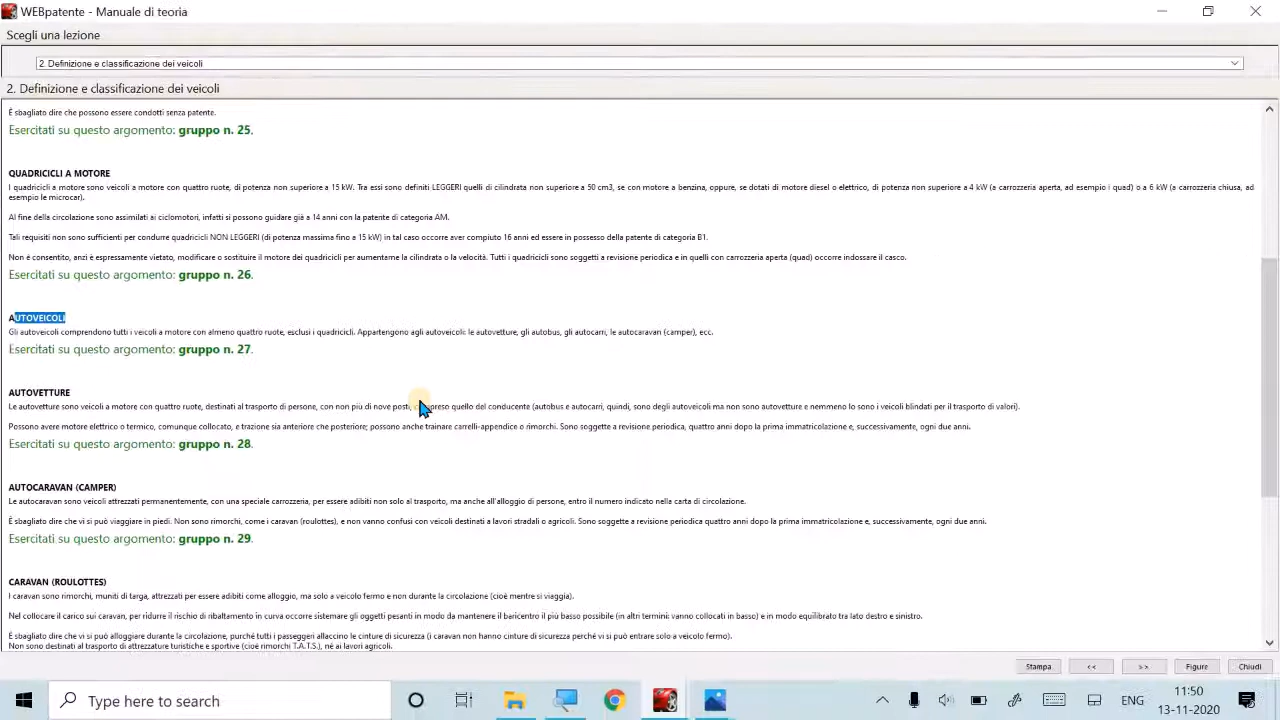 WEBpatente - Manuale di teoria
Scegli una lezione
2. Definizione e classificazione dei veicoli
2. Definizione e classificazione dei veicoli
È sbagliato dire che possono essere condotti senza patente.
Esercitati su questo argomento: gruppo n. 25.
QUADRICICLI A MOTORE
I quadricicli a motore sono veicoli a motore con quattro ruote, di potenza non superiore a 15 kW. Tra essi sono definiti LEGGERI quelli di cilindrata non superiore a 50 cm3, se con motore a benzina, oppure, se dotati di motore diesel o elettrico, di potenza non superiore a 4 kW (a carrozzeria aperta, ad esempio i quad) o a 6 kW (a carrozzeria chiusa, ad
esempio le microcar).
Al fine della circolazione sono assimilati ai ciclomotori, infatti si possono guidare già a 14 anni con la patente di categoria AM.
Tali requisiti non sono sufficienti per condurre quadricicli NON LEGGERI (di potenza massima fino a 15 kW) in tal caso occorre aver compiuto 16 anni ed essere in possesso della patente di categoria B1.
Non é consentito, anzi è espressamente vietato, modificare o sostituire il motore dei quadricicli per aumentarne la cilindrata o la velocità. Tutti i quadricicli sono soggetti a revisione periodica e in quelli con carrozzeria aperta (quad) occorre indossare il casco.
Esercitati su questo argomento: gruppo n. 26.
AUTOVEICOLI
Gli autoveicoli comprendono tutti i veicoli a motore con almeno quattro ruote, esclusi i quadricicli. Appartengono agli autoveicoli: le autovetture, gli autobus, gli autocarri, le autocaravan (camper), ecc.
Esercitati su questo argomento: gruppo n. 27.
AUTOVETTURE
Le autovetture sono veicoli a motore con quattro ruote, destinati al trasporto di persone, con non più di nove posti, compreso quello del conducente (autobus e autocarri, quindi, sono degli autoveicoli ma non sono autovetture e nemmeno lo sono i veicoli blindati per il trasporto di valori).
Possono avere motore elettrico o termico, comunque collocato, e trazione sia anteriore che posteriore; possono anche trainare carrelli-appendice o rimorchi. Sono soggette a revisione periodica, quattro anni dopo la prima immatricolazione e, successivamente, ogni due anni.
Esercitati su questo argomento: gruppo n. 28.
AUTOCARAVAN (CAMPER)
Le autocaravan sono veicoli attrezzati permanentemente, con una speciale carrozzeria, per essere adibiti non solo al trasporto, ma anche all'alloggio di persone, entro il numero indicato nella carta di circolazione.
È sbagliato dire che vi si può viaggiare in piedi. Non sono rimorchi, come i caravan (roulottes), e non vanno confusi con veicoli destinati a lavori stradali o agricoli. Sono soggette a revisione periodica quattro anni dopo la prima immatricolazione e, successivamente, ogni due anni.
Esercitati su questo argomento: gruppo n. 29.
CARAVAN (ROULOTTES)
I caravan sono rimorchi, muniti di targa, attrezzati per essere adibiti come alloggio, ma solo a veicolo fermo e non durante la circolazione (cioè mentre si viaggia).
Nel collocare il carico sui caravan, per ridurre il rischio di ribaltamento in curva occorre sistemare gli oggetti pesanti in modo da mantenere il baricentro il più basso possibile (in altri termini: vanno collocati in basso) e in modo equilibrato tra lato destro e sinistro.
È sbagliato dire che vi si può alloggiare durante la circolazione, purché tutti i passeggeri allaccino le cinture di sicurezza (i caravan non hanno cinture di sicurezza perché vi si può entrare solo a veicolo fermo).
Non sono destinati al trasporto di attrezzature turistiche e sportive (cioè rimorchi T.A.T.S.), né ai lavori agricoli.
Stampa << >> Figure Chiudi
Type here to search
ENG
11:50
13-11-2020